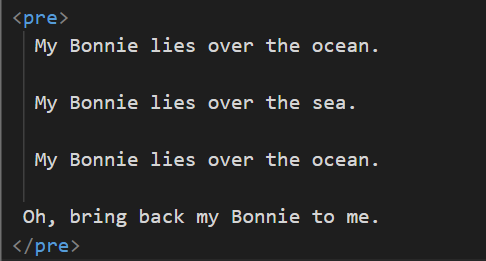 <pre>
  My Bonnie lies over the ocean.
  My Bonnie lies over the sea.
  My Bonnie lies over the ocean.
 Oh, bring back my Bonnie to me.
</pre>